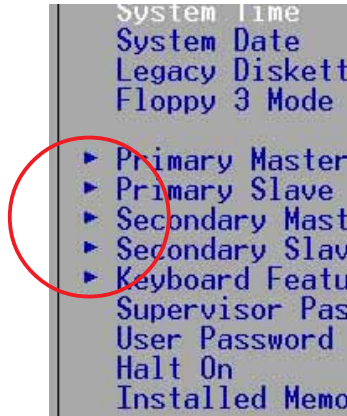 System Time
System Date
Legacy Diskett
Floppy 3 Mode
Primary Master
Primary Slave
Secondary Mast
Secondary Slav
Keyboard Featu
Supervisor Pas
User Password
Halt On
Installed Memo